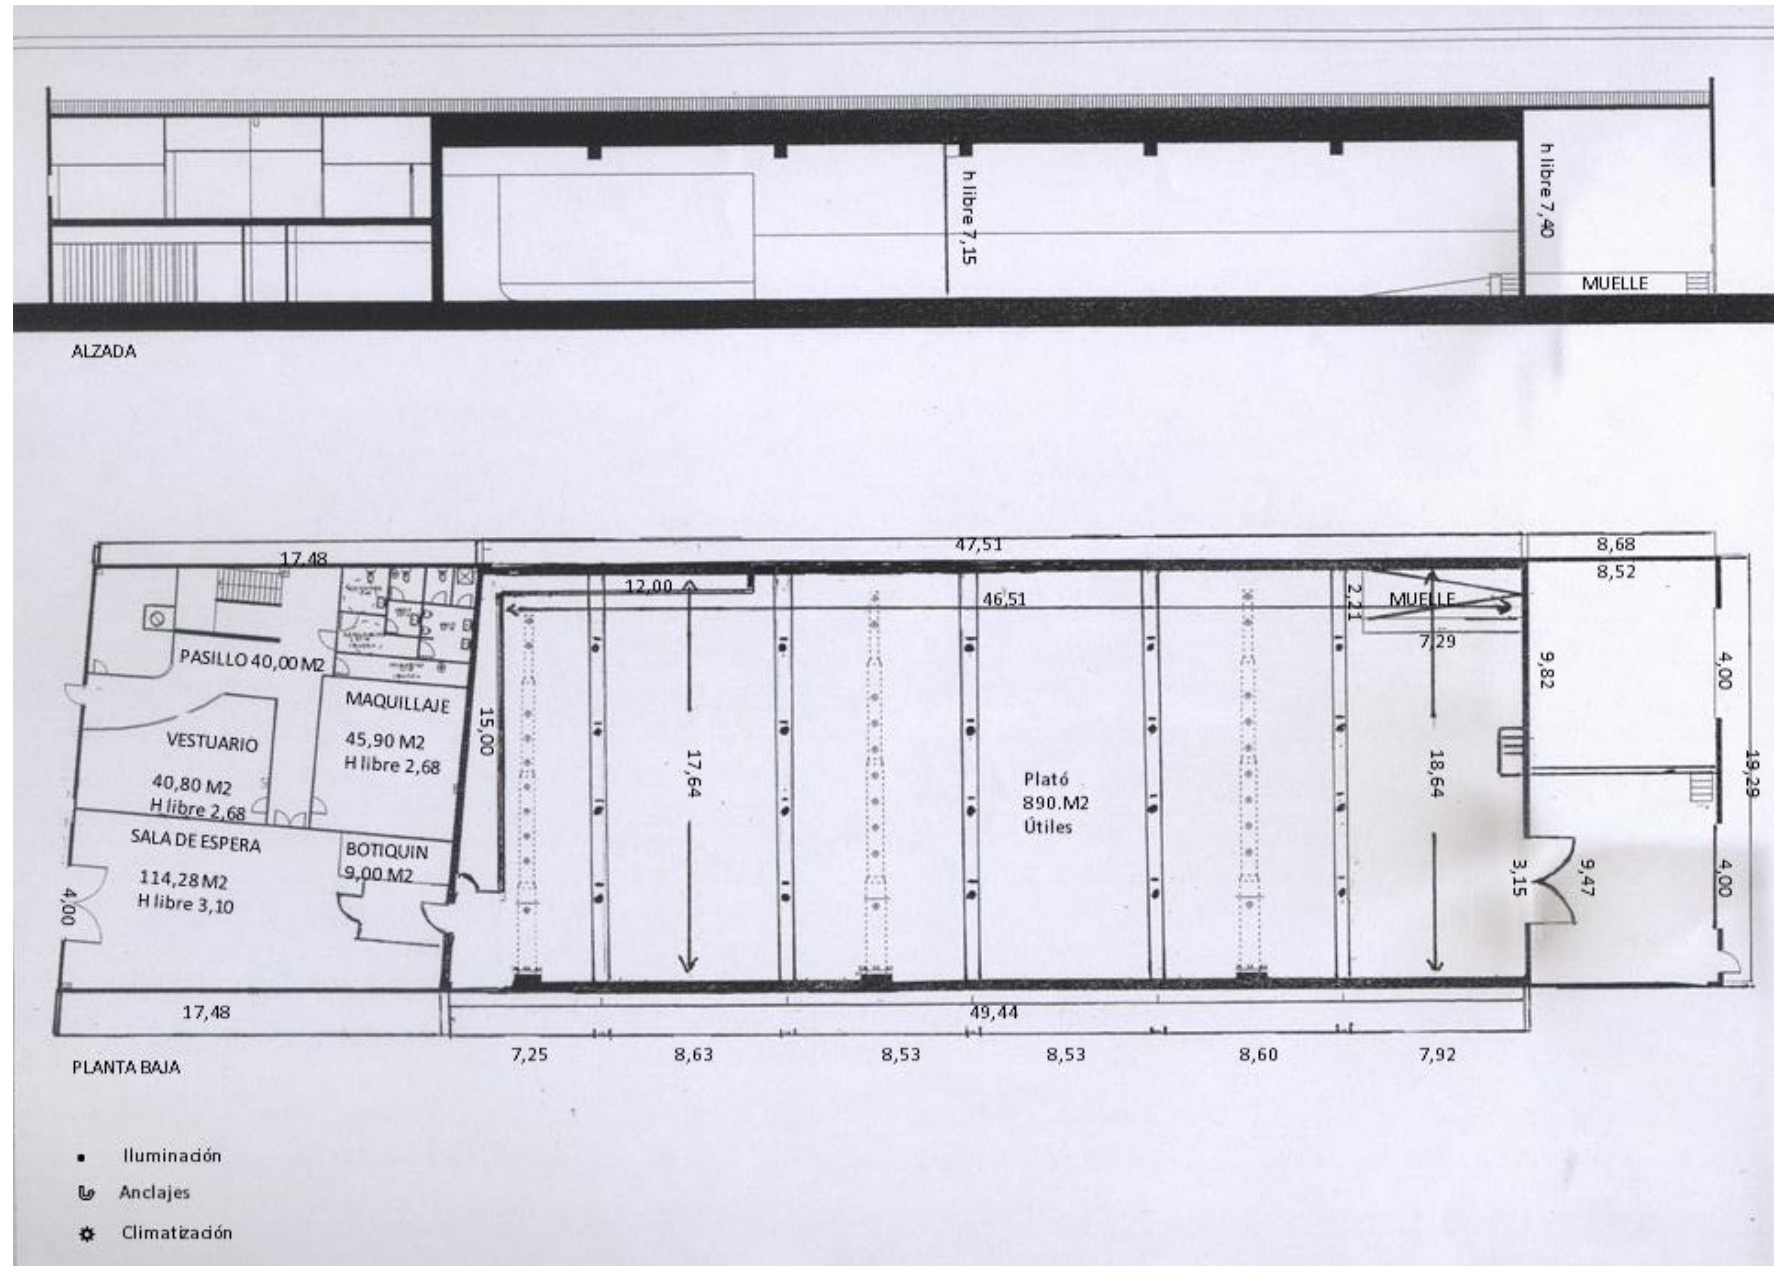 h libre 7,15
h libre 7,40
MUELLE
ALZADA
17,48
47,51
8,68
8,52
12,00
46,51
2,21
MUELLE
7,29
PASILLO 40,00 M2
MAQUILLAJE
45,90 M2
H libre 2,68
VESTUARIO
40,80 M2
H libre 2,68
15,00
17,64
18,64
9,82
4,00
19,29
Plató
890.M2
Útiles
SALA DE ESPERA
114,28 M2
H libre 3,10
BOTIQUIN
9,00 M2
4,00
3,15
9,47
4,00
17,48
49,44
7,25
8,63
8,53
8,53
8,60
7,92
PLANTA BAJA
Iluminación
Anclajes
Climatización